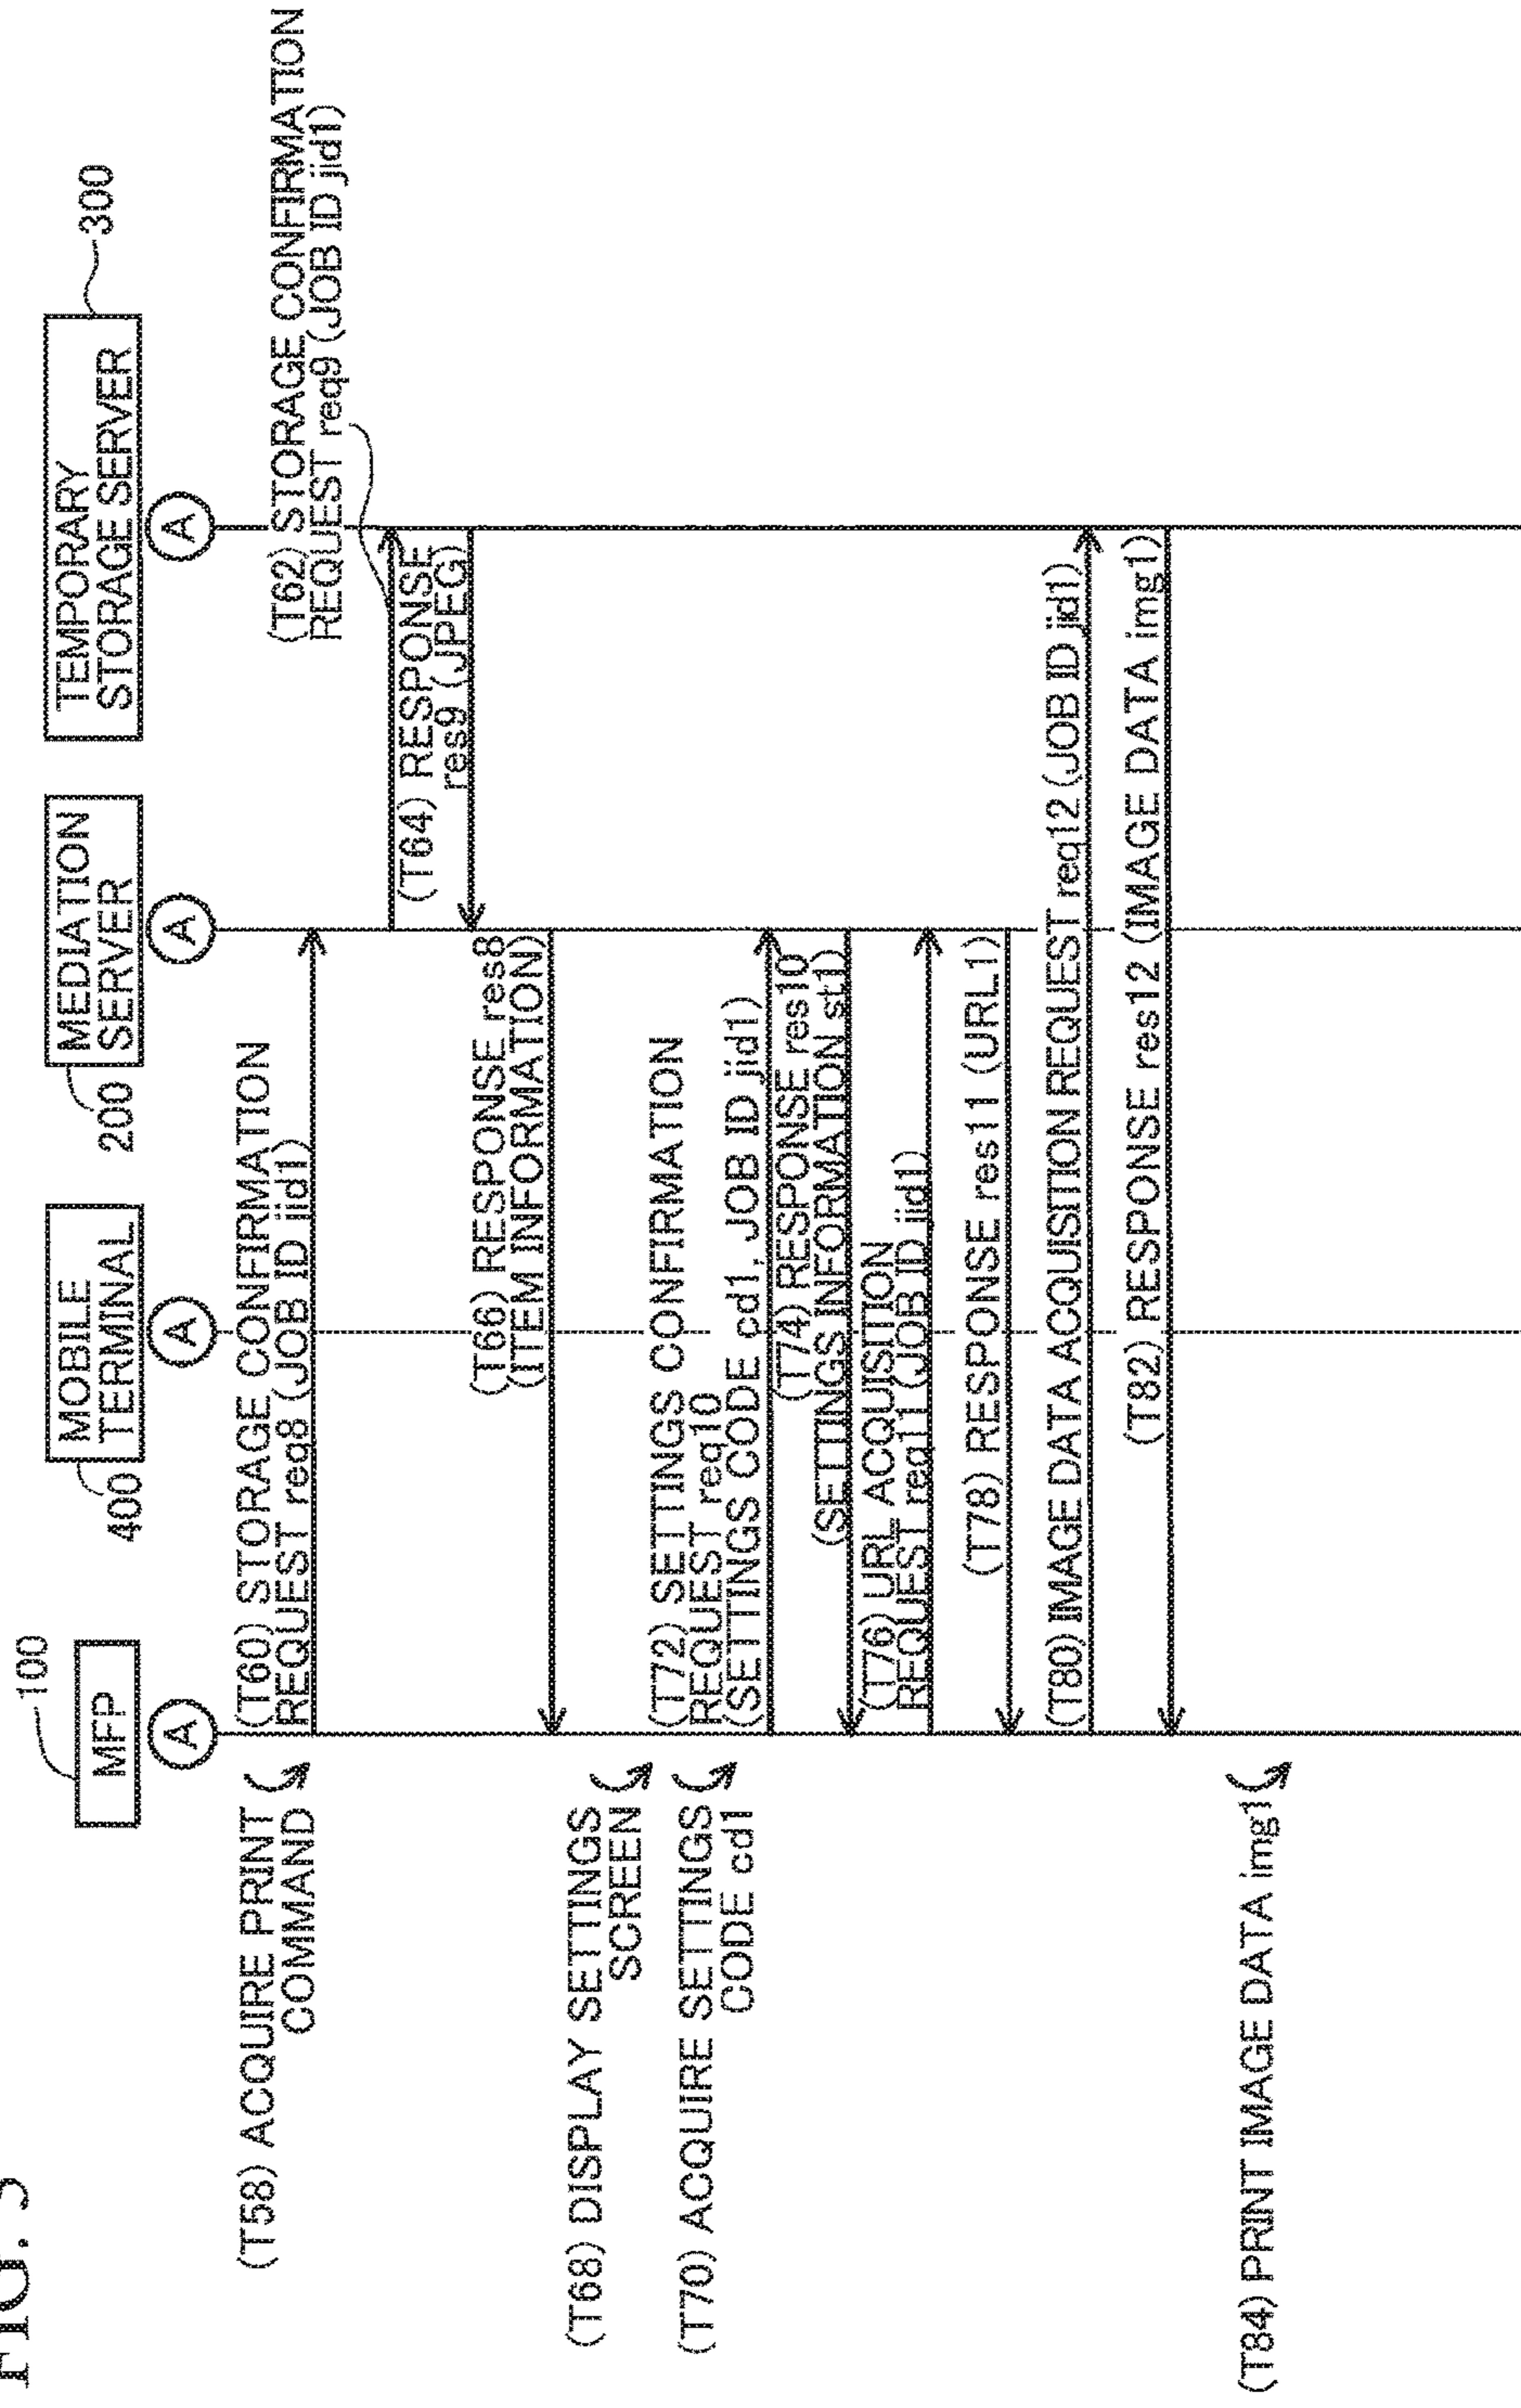 FIG. 5
MFP
100
MOBILE
TERMINAL
400
MEDIATION
SERVER
200
TEMPORARY
STORAGE SERVER
300
A
A
A
A
(T58) ACQUIRE PRINT
COMMAND
(T60) STORAGE CONFIRMATION
REQUEST req8 (JOB ID jid1)
(T62) STORAGE CONFIRMATION
REQUEST req9 (JOB ID jid1)
(T64) RESPONSE
res9 (JPEG)
(T66) RESPONSE res8
(ITEM INFORMATION)
(T68) DISPLAY SETTINGS
SCREEN
(T70) ACQUIRE SETTINGS
CODE cd1
(T72) SETTINGS CONFIRMATION
REQUEST req10
(SETTINGS CODE cd1, JOB ID jid1)
(T74) RESPONSE res10
(SETTINGS INFORMATION st1)
(T76) URL ACQUISITION
REQUEST req11 (JOB ID jid1)
(T78) RESPONSE res11 (URL1)
(T80) IMAGE DATA ACQUISITION REQUEST req12 (JOB ID jid1)
(T82) RESPONSE res12 (IMAGE DATA img1)
(T84) PRINT IMAGE DATA img1